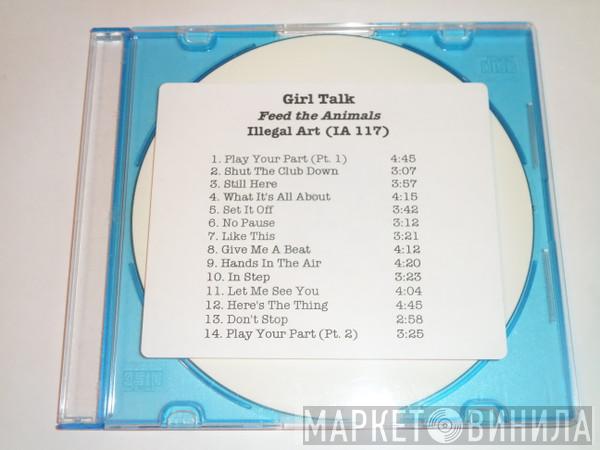 Girl Talk
Feed the Animals
Illegal Art (IA 117)
1. Play Your Part (Pt. 1) 4:45
2. Shut The Club Down 3:07
3. Still Here 3:57
4. What It's All About 4:15
5. Set It Off 3:42
6. No Pause 3:12
7. Like This 3:21
8. Give Me A Beat 4:12
9. Hands In The Air 4:20
10. In Step 3:23
11. Let Me See You 4:04
12. Here's The Thing 4:45
13. Don't Stop 2:58
14. Play Your Part (Pt. 2) 3:25
МАРКЕТ ВИНИЛА